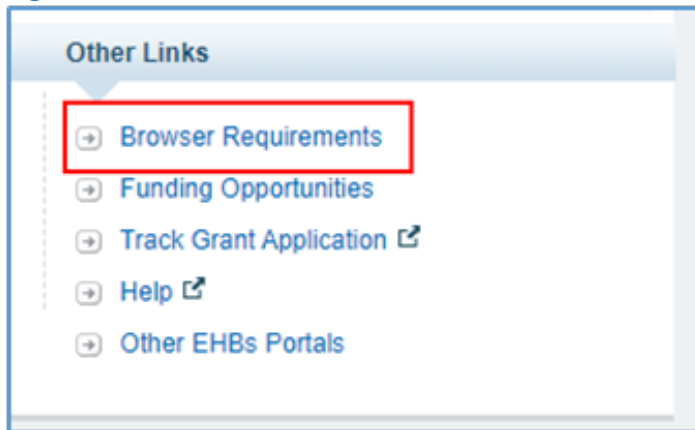 Other Links
Browser Requirements
Funding Opportunities
Track Grant Application
Help
Other EHBs Portals